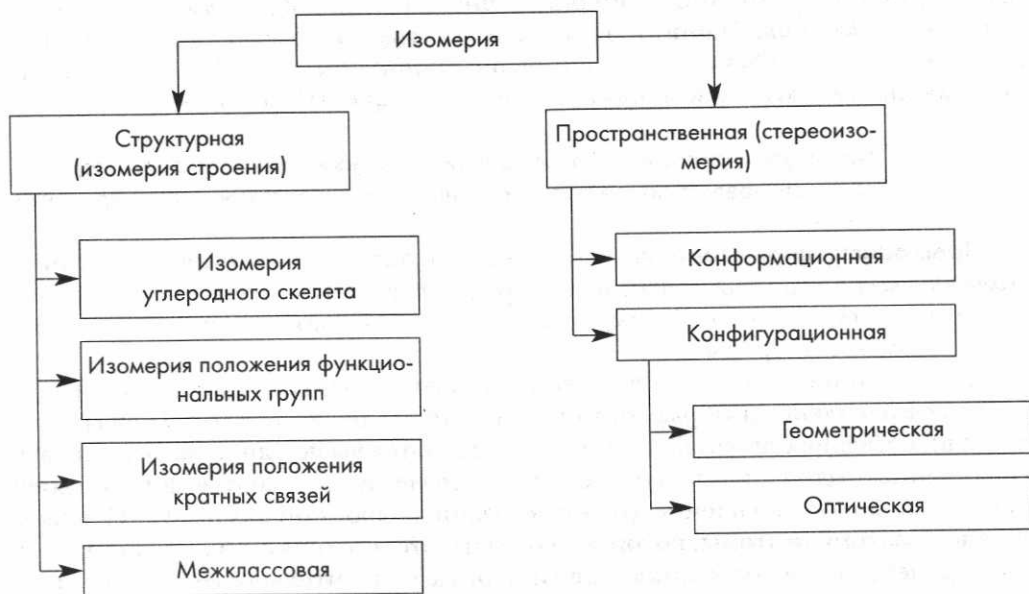 Изомерия
Структурная
(изомерия строения)
Изомерия
углеродного скелета
Изомерия положения функцио-
нальных групп
Изомерия положения
кратных связей
Межклассовая
Пространственная (стереоизо-
мерия)
Конформационная
Конфигурационная
Геометрическая
Оптическая